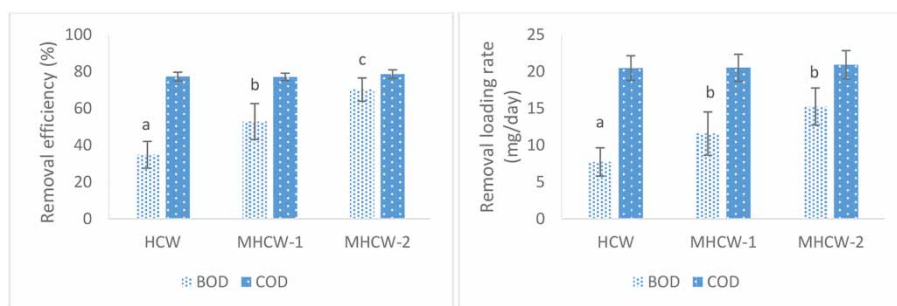 Removal efficiency (%)
100
80
60
40
20
0
a
b
c
HCW
MHCW-1
MHCW-2
BOD
COD
Removal loading rate
(mg/day)
25
20
15
10
5
0
a
b
b
HCW
MHCW-1
MHCW-2
BOD
COD